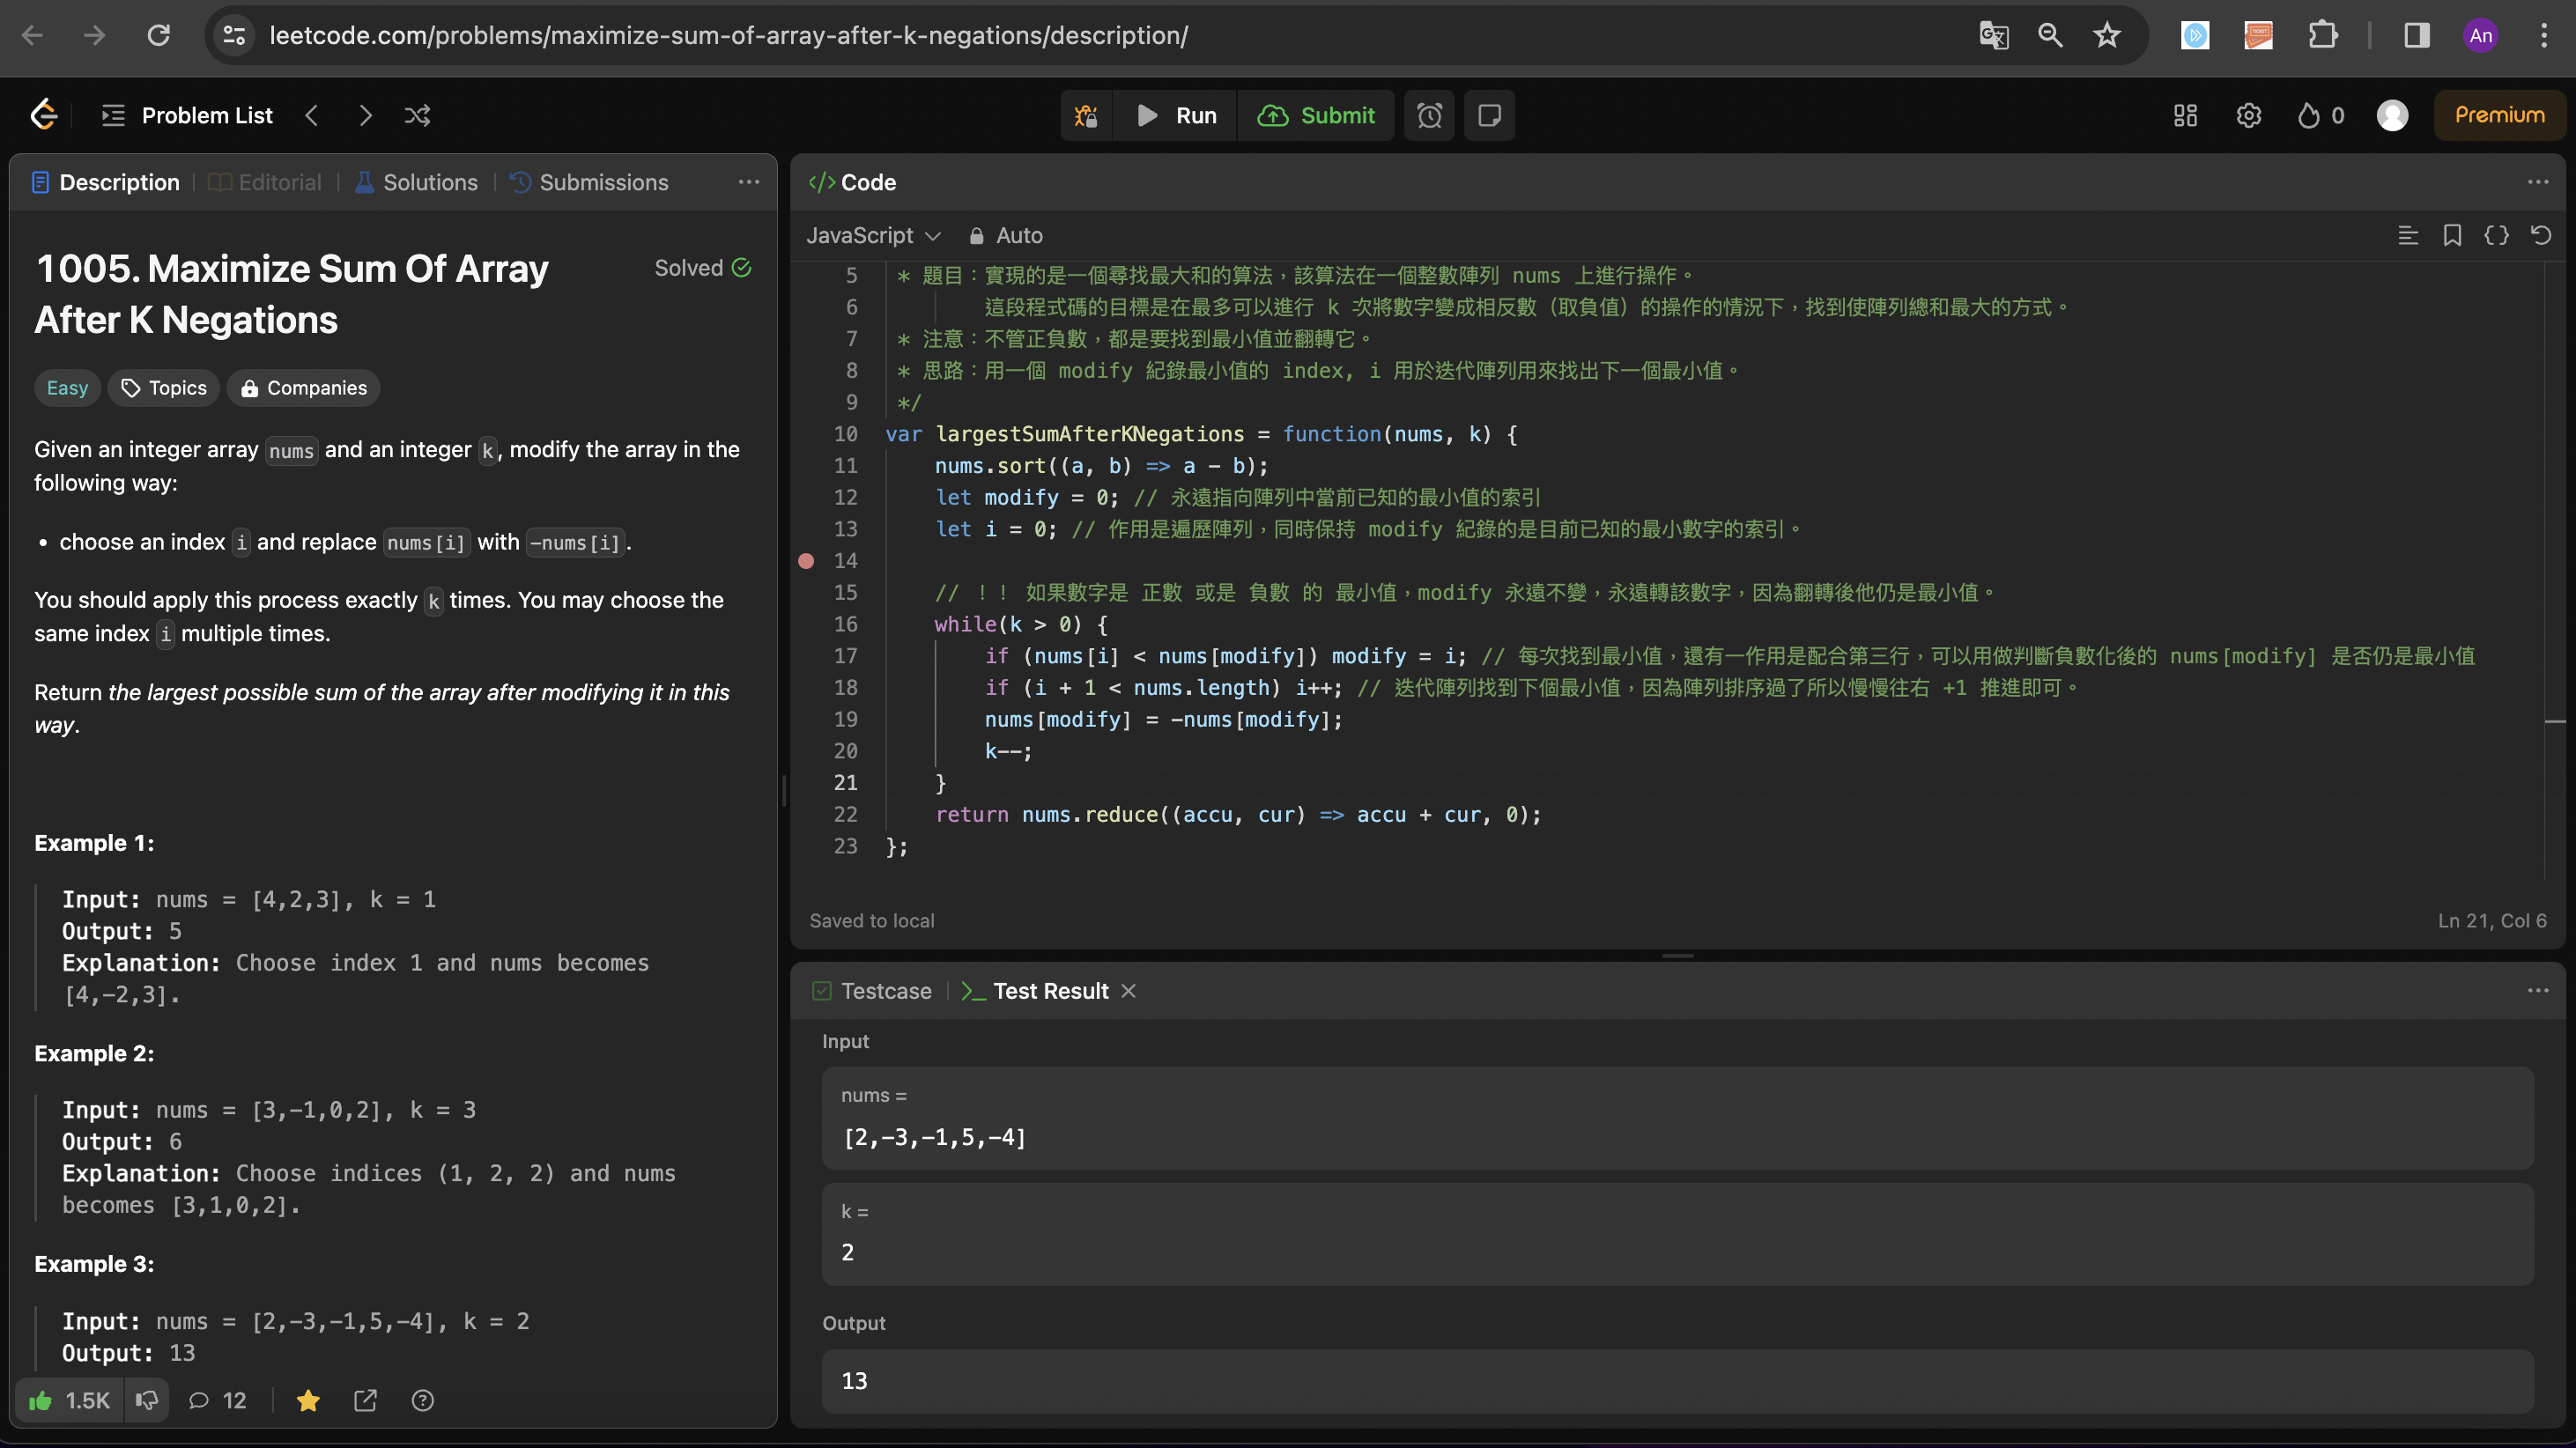 leetcode.com/problems/maximize-sum-of-array-after-k-negations/description/
An
Problem List
Run
Submit
0
Premium
Description
Editorial
Solutions
Submissions
1005. Maximize Sum Of Array
After K Negations
Solved
Easy
Topics
Companies
Given an integer array nums and an integer k, modify the array in the
following way:
• choose an index i and replace nums[i] with -nums[i].
You should apply this process exactly k times. You may choose the
same index i multiple times.
Return the largest possible sum of the array after modifying it in this
way.
Example 1:
Input: nums = [4,2,3], k = 1
Output: 5
Explanation: Choose index 1 and nums becomes
[4,-2,3].
Example 2:
Input: nums = [3,-1,0,2], k = 3
Output: 6
Explanation: Choose indices (1, 2, 2) and nums
becomes [3,1,0,2].
Example 3:
Input: nums = [2,-3,-1,5,-4], k = 2
Output: 13
1.5K
12
</> Code
JavaScript
Auto
5 * 題目：實現的是一個尋找最大和的算法，該算法在一個整數陣列 nums 上進行操作。
6 這段程式碼的目標是在最多可以進行 k 次將數字變成相反數（取負值）的操作的情況下，找到使陣列總和最大的方式。
7 * 注意：不管正負數，都是要找到最小值並翻轉它。
8 * 思路：用一個 modify 紀錄最小值的 index, i 用於迭代陣列用來找出下一個最小值。
9 */
10 var largestSumAfterKNegations = function(nums, k) {
11 nums.sort((a, b) => a - b);
12 let modify = 0; // 永遠指向陣列中當前已知的最小值的索引
13 let i = 0; // 作用是遍歷陣列，同時保持 modify 紀錄的是目前已知的最小數字的索引。
14
15 // ！！ 如果數字是 正數 或是 負數 的 最小值，modify 永遠不變，永遠轉該數字，因為翻轉後他仍是最小值。
16 while(k > 0) {
17 if (nums[i] < nums[modify]) modify = i; // 每次找到最小值，還有一作用是配合第三行，可以用做判斷負數化後的 nums[modify] 是否仍是最小值
18 if (i + 1 < nums.length) i++; // 迭代陣列找到下個最小值，因為陣列排序過了所以慢慢往右 +1 推進即可。
19 nums[modify] = -nums[modify];
20 k--;
21 }
22 return nums.reduce((accu, cur) => accu + cur, 0);
23 };
Saved to local
Ln 21, Col 6
Testcase
Test Result
Input
nums =
[2,-3,-1,5,-4]
k =
2
Output
13